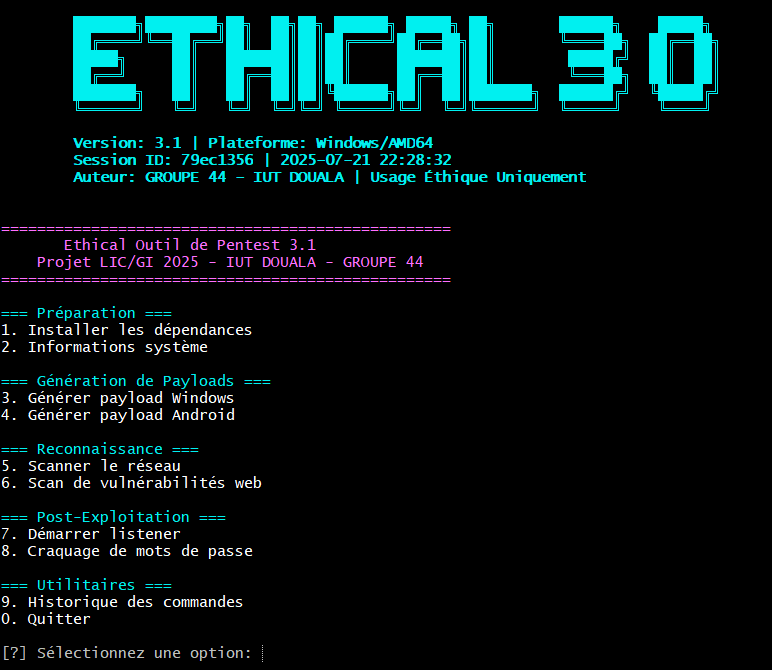 ETHICAL 3 0
Version: 3.1 | Plateforme: Windows/AMD64
Session ID: 79ec1356 | 2025-07-21 22:28:32
Auteur: GROUPE 44 - IUT DOUALA | Usage Éthique Uniquement
==================================================
Ethical Outil de Pentest 3.1
Projet LIC/GI 2025 - IUT DOUALA - GROUPE 44
==================================================
=== Préparation ===
1. Installer les dépendances
2. Informations système
=== Génération de Payloads ===
3. Générer payload Windows
4. Générer payload Android
=== Reconnaissance ===
5. Scanner le réseau
6. Scan de vulnérabilités web
=== Post-Exploitation ===
7. Démarrer listener
8. Craquage de mots de passe
=== Utilitaires ===
9. Historique des commandes
0. Quitter
[?] Sélectionnez une option: